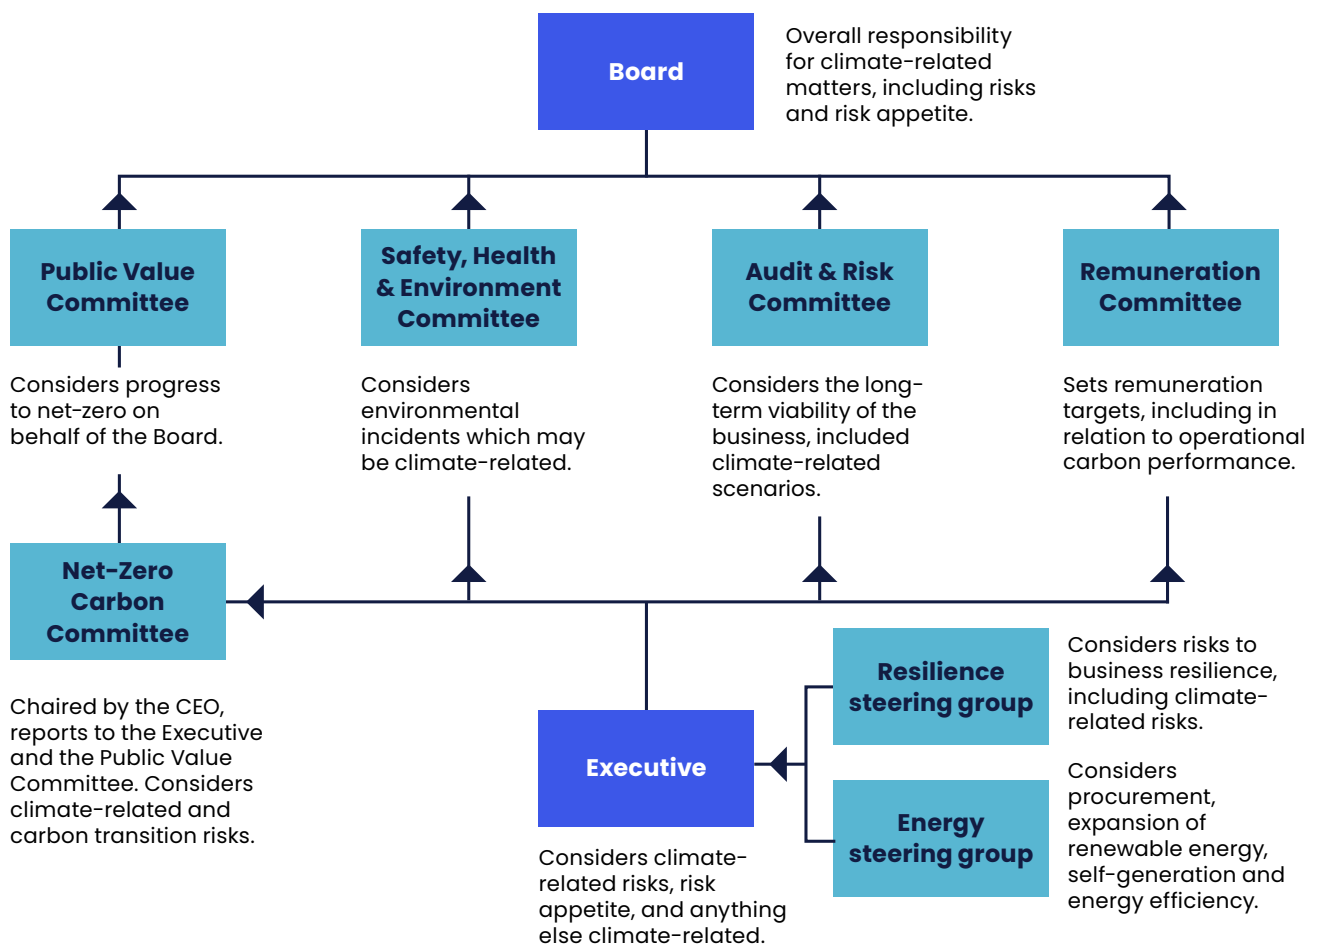 Board
Overall responsibility
for climate-related
matters, including risks
and risk appetite.
Public Value
Committee
Safety, Health
& Environment
Committee
Audit & Risk
Committee
Remuneration
Committee
Considers progress
to net-zero on
behalf of the Board.
Considers
environmental
incidents which may
be climate-related.
Considers the long-
term viability of the
business, included
climate-related
scenarios.
Sets remuneration
targets, including in
relation to operational
carbon performance.
Net-Zero
Carbon
Committee
Chaired by the CEO,
reports to the Executive
and the Public Value
Committee. Considers
climate-related and
carbon transition risks.
Executive
Considers climate-
related risks, risk
appetite, and anything
else climate-related.
Resilience
steering group
Considers risks to
business resilience,
including climate-
related risks.
Energy
steering group
Considers
procurement,
expansion of
renewable energy,
self-generation and
energy efficiency.